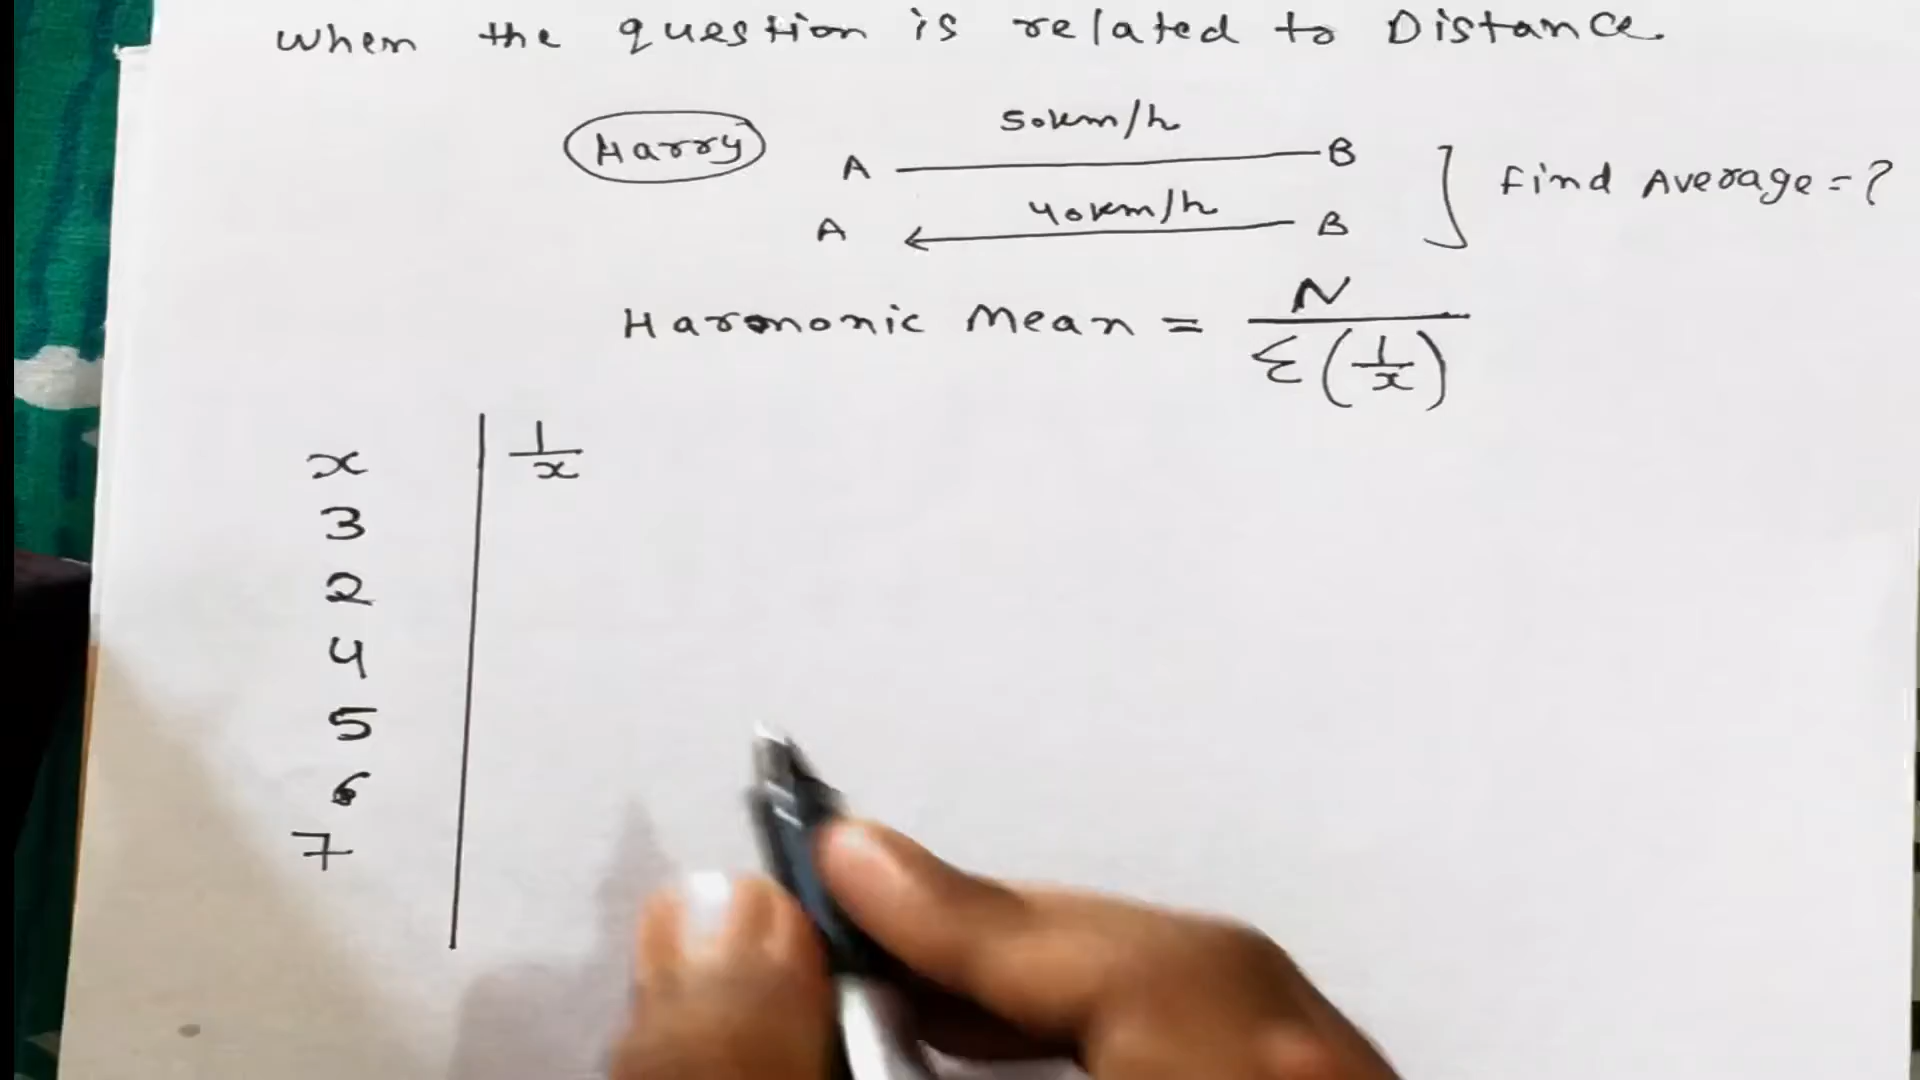 When the question is related to Distance.
Harry
50km/h
A B
40km/h
A B
Find Average = ?
Harmonic Mean = N / Σ(1/x)
x 1/x
3
2
4
5
6
7